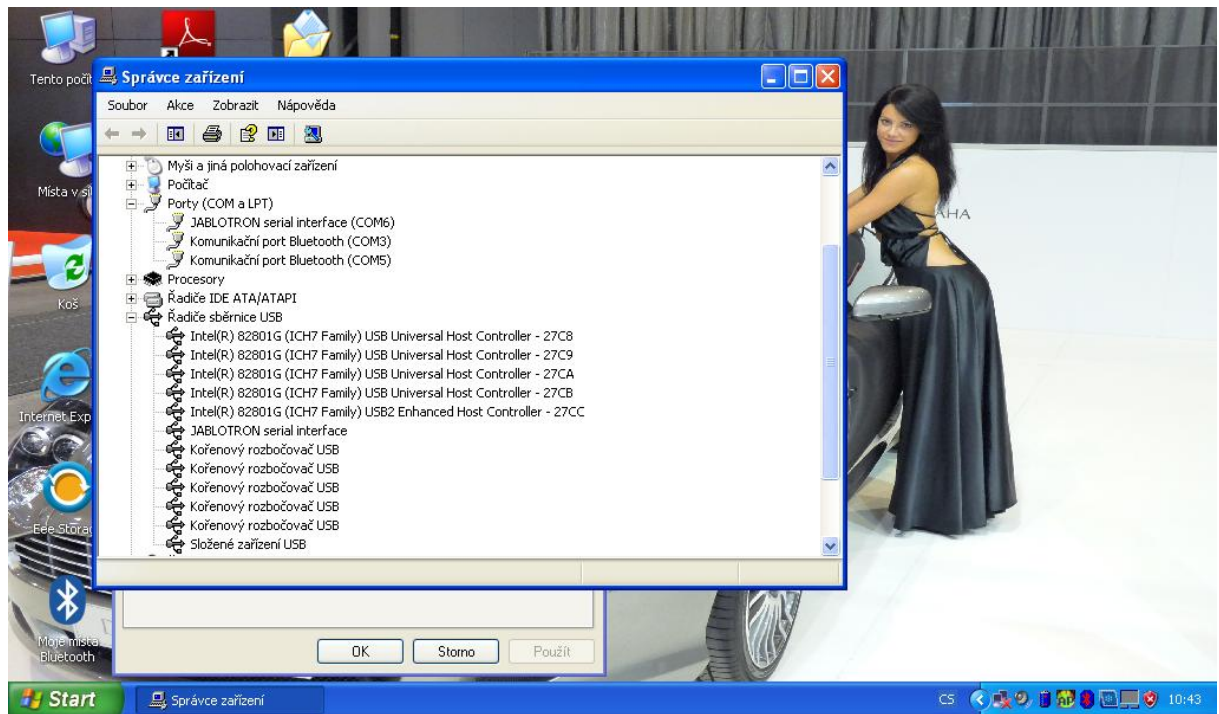 Tento počít
Správce zařízení
Soubor Akce Zobrazit Nápověda
Myši a jiná polohovací zařízení
Počítač
Místa v sí
Porty (COM a LPT)
JABLOTRON serial interface (COM6)
Komunikační port Bluetooth (COM3)
Komunikační port Bluetooth (COM5)
Procesory
Řadiče IDE ATA/ATAPI
Koš
Řadiče sběrnice USB
Intel(R) 82801G (ICH7 Family) USB Universal Host Controller - 27C8
Intel(R) 82801G (ICH7 Family) USB Universal Host Controller - 27C9
Intel(R) 82801G (ICH7 Family) USB Universal Host Controller - 27CA
Intel(R) 82801G (ICH7 Family) USB Universal Host Controller - 27CB
Intel(R) 82801G (ICH7 Family) USB2 Enhanced Host Controller - 27CC
Internet Exp
JABLOTRON serial interface
Kořenový rozbočovač USB
Kořenový rozbočovač USB
Kořenový rozbočovač USB
Kořenový rozbočovač USB
Kořenový rozbočovač USB
Eee Storag
Složené zařízení USB
AHA
Moje místa
Bluetooth
OK Storno Použít
Start Správce zařízení CS 10:43